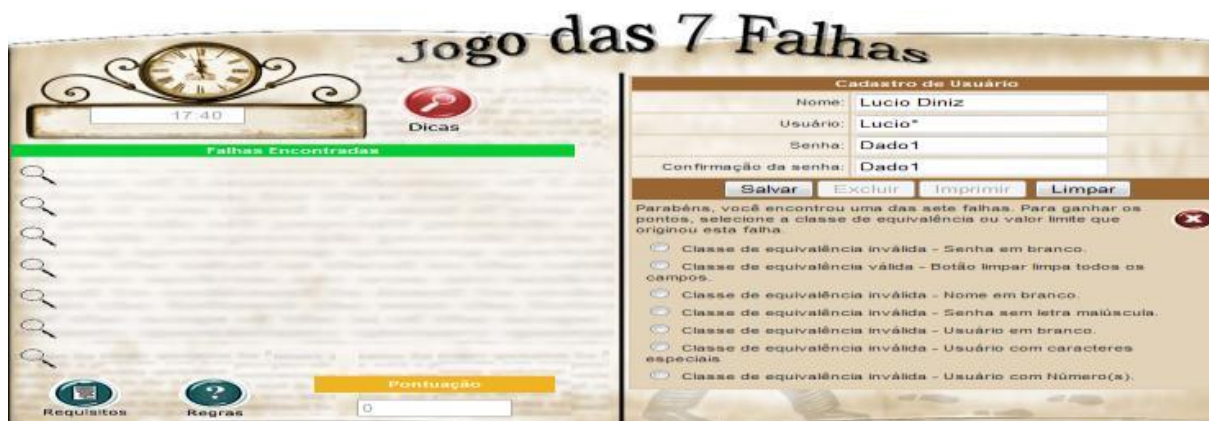 Jogo das 7 Falhas
17:40
Dicas
Falhas Encontradas
Requisitos
Regras
Pontuação
0
Cadastro de Usuário
Nome: Lucio Diniz
Usuário: Lucio*
Senha: Dado1
Confirmação da senha: Dado1
Salvar Excluir Imprimir Limpar
Parabéns, você encontrou uma das sete falhas. Para ganhar os
pontos, selecione a classe de equivalência ou valor limite que
originou esta falha.
Classe de equivalência inválida - Senha em branco.
Classe de equivalência válida - Botão limpar limpa todos os
campos.
Classe de equivalência inválida - Nome em branco.
Classe de equivalência inválida - Senha sem letra maiúscula.
Classe de equivalência inválida - Usuário em branco.
Classe de equivalência inválida - Usuário com caracteres
especiais
Classe de equivalência inválida - Usuário com Número(s).